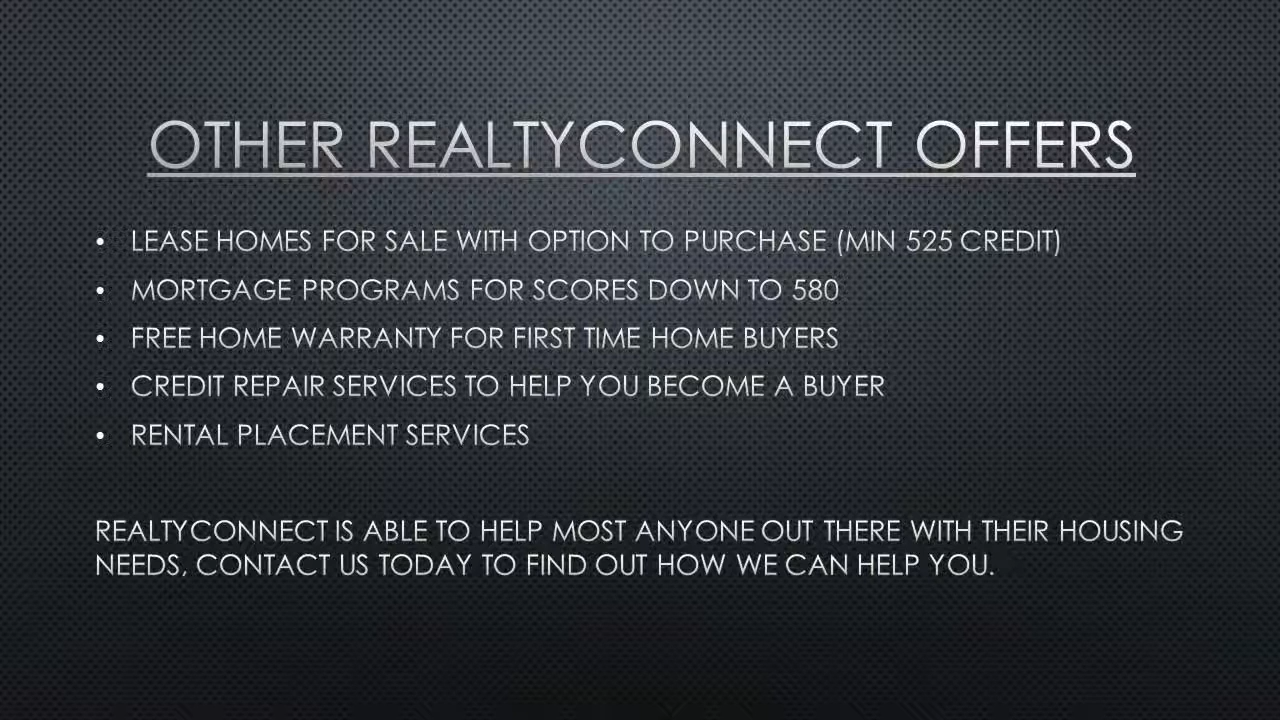 OTHER REALTYCONNECT OFFERS
• LEASE HOMES FOR SALE WITH OPTION TO PURCHASE (MIN 525 CREDIT)
• MORTGAGE PROGRAMS FOR SCORES DOWN TO 580
• FREE HOME WARRANTY FOR FIRST TIME HOME BUYERS
• CREDIT REPAIR SERVICES TO HELP YOU BECOME A BUYER
• RENTAL PLACEMENT SERVICES
REALTYCONNECT IS ABLE TO HELP MOST ANYONE OUT THERE WITH THEIR HOUSING
NEEDS, CONTACT US TODAY TO FIND OUT HOW WE CAN HELP YOU.